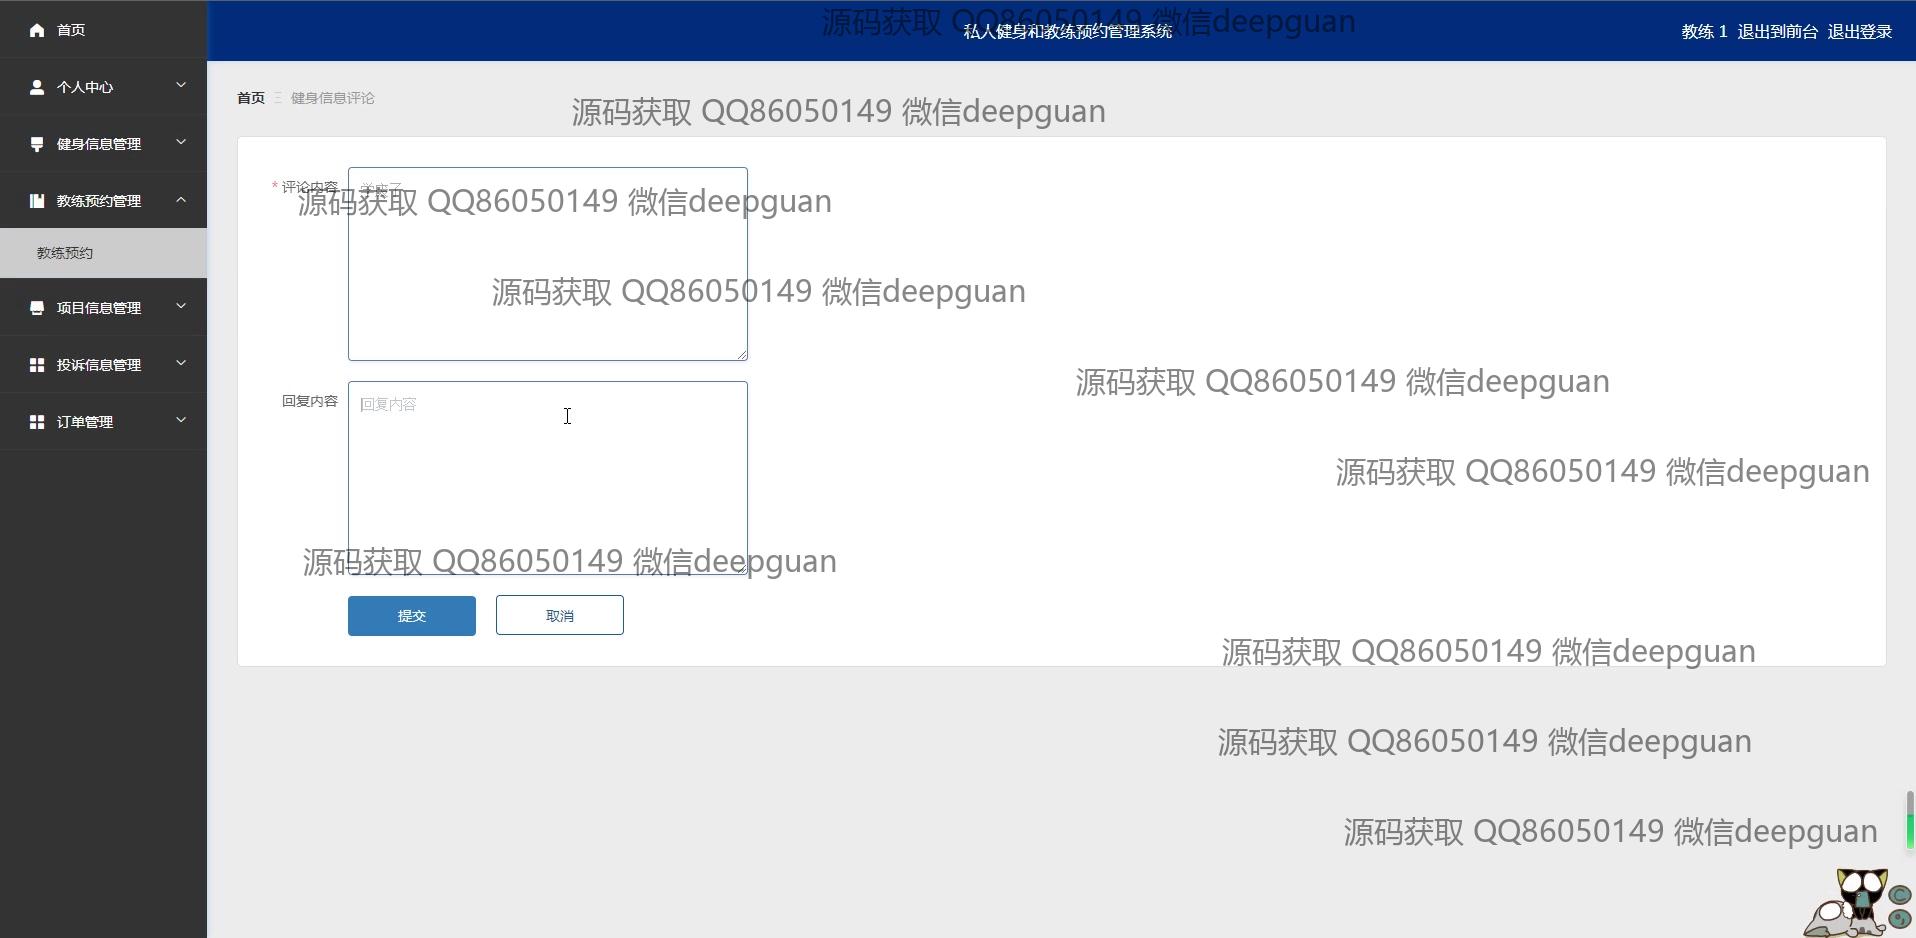 首页
个人中心
健身信息管理
教练预约管理
教练预约
项目信息管理
投诉信息管理
订单管理
私人健身和教练预约管理系统
教练 1 退出到前台 退出登录
源码获取 QQ86050149 微信deepguan
首页 健身信息评论
源码获取 QQ86050149 微信deepguan
* 评论内容
源码获取 QQ86050149 微信deepguan
源码获取 QQ86050149 微信deepguan
源码获取 QQ86050149 微信deepguan
回复内容 回复内容
源码获取 QQ86050149 微信deepguan
源码获取 QQ86050149 微信deepguan
提交 取消
源码获取 QQ86050149 微信deepguan
源码获取 QQ86050149 微信deepguan
源码获取 QQ86050149 微信deepguan